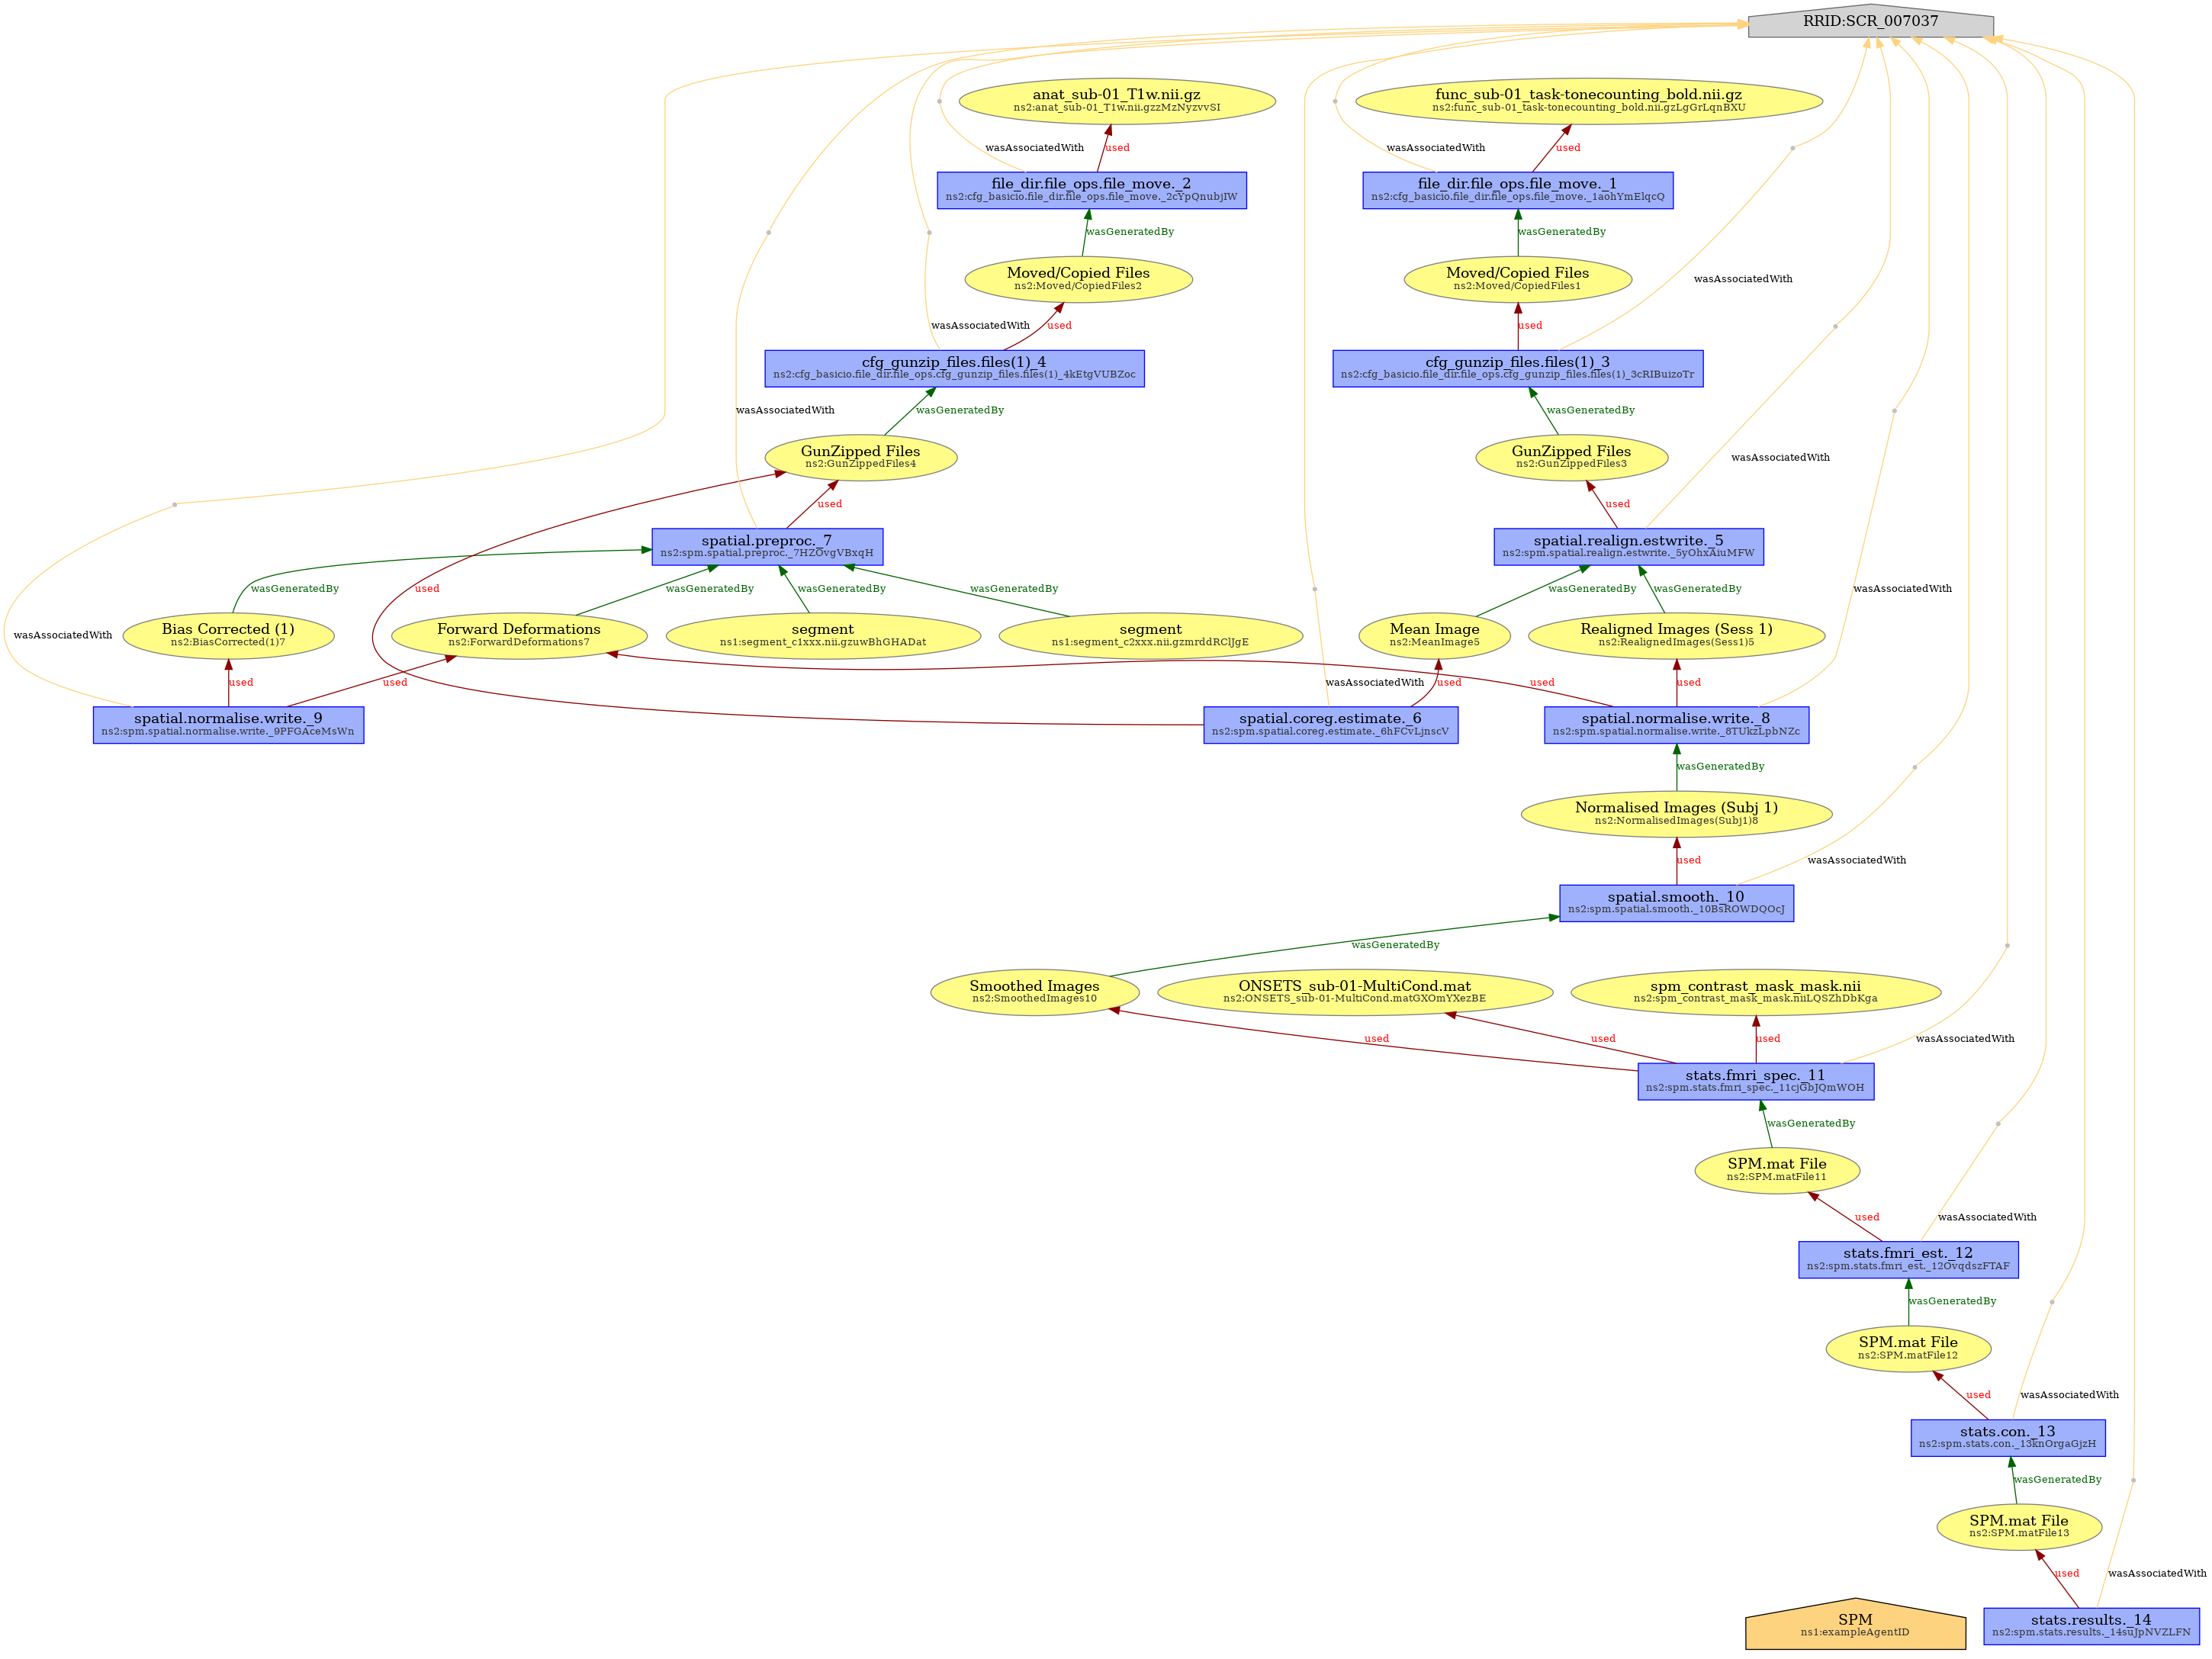 RRID:SCR_007037
anat_sub-01_T1w.nii.gz
ns2:anat_sub-01_T1w.nii.gzzMzNyzvvSI
func_sub-01_task-tonecounting_bold.nii.gz
ns2:func_sub-01_task-tonecounting_bold.nii.gzLgGrLqnBXU
wasAssociatedWith
used
wasAssociatedWith
used
file_dir.file_ops.file_move._2
ns2:cfg_basicio.file_dir.file_ops.file_move._2cYpQnubjIW
file_dir.file_ops.file_move._1
ns2:cfg_basicio.file_dir.file_ops.file_move._1aohYmElqcQ
wasGeneratedBy
wasGeneratedBy
Moved/Copied Files
ns2:Moved/CopiedFiles2
Moved/Copied Files
ns2:Moved/CopiedFiles1
wasAssociatedWith
wasAssociatedWith
used
used
cfg_gunzip_files.files(1)_4
ns2:cfg_basicio.file_dir.file_ops.cfg_gunzip_files.files(1)_4kEtgVUBZoc
cfg_gunzip_files.files(1)_3
ns2:cfg_basicio.file_dir.file_ops.cfg_gunzip_files.files(1)_3cRIBuizoTr
wasAssociatedWith
wasGeneratedBy
wasGeneratedBy
GunZipped Files
ns2:GunZippedFiles4
GunZipped Files
ns2:GunZippedFiles3
wasAssociatedWith
used
used
spatial.preproc._7
ns2:spm.spatial.preproc._7HZOvgVBxqH
spatial.realign.estwrite._5
ns2:spm.spatial.realign.estwrite._5yOhxAiuMFW
wasGeneratedBy
used
wasGeneratedBy
wasGeneratedBy
wasGeneratedBy
wasGeneratedBy
wasGeneratedBy
wasAssociatedWith
Bias Corrected (1)
ns2:BiasCorrected(1)7
Forward Deformations
ns2:ForwardDeformations7
segment
ns1:segment_c1xxx.nii.gzuwBhGHADat
segment
ns1:segment_c2xxx.nii.gzmrddRClJgE
Mean Image
ns2:MeanImage5
Realigned Images (Sess 1)
ns2:RealignedImages(Sess1)5
wasAssociatedWith
used
used
wasAssociatedWith
used
used
used
spatial.normalise.write._9
ns2:spm.spatial.normalise.write._9PFGAceMsWn
spatial.coreg.estimate._6
ns2:spm.spatial.coreg.estimate._6hFCvLjnscV
spatial.normalise.write._8
ns2:spm.spatial.normalise.write._8TUkzLpbNZc
wasGeneratedBy
Normalised Images (Subj 1)
ns2:NormalisedImages(Subj1)8
used
wasAssociatedWith
spatial.smooth._10
ns2:spm.spatial.smooth._10BsROWDQOcJ
wasGeneratedBy
Smoothed Images
ns2:SmoothedImages10
ONSETS_sub-01-MultiCond.mat
ns2:ONSETS_sub-01-MultiCond.matGXOmYXezBE
spm_contrast_mask_mask.nii
ns2:spm_contrast_mask_mask.niiLQSZhDbKga
used
used
used
wasAssociatedWith
stats.fmri_spec._11
ns2:spm.stats.fmri_spec._11cjGbJQmWOH
wasGeneratedBy
SPM.mat File
ns2:SPM.matFile11
used
wasAssociatedWith
stats.fmri_est._12
ns2:spm.stats.fmri_est._12OvqdszFTAF
wasGeneratedBy
SPM.mat File
ns2:SPM.matFile12
used
wasAssociatedWith
stats.con._13
ns2:spm.stats.con._13knOrgaGjzH
wasGeneratedBy
SPM.mat File
ns2:SPM.matFile13
used
wasAssociatedWith
SPM
ns1:exampleAgentID
stats.results._14
ns2:spm.stats.results._14suJpNVZLFN